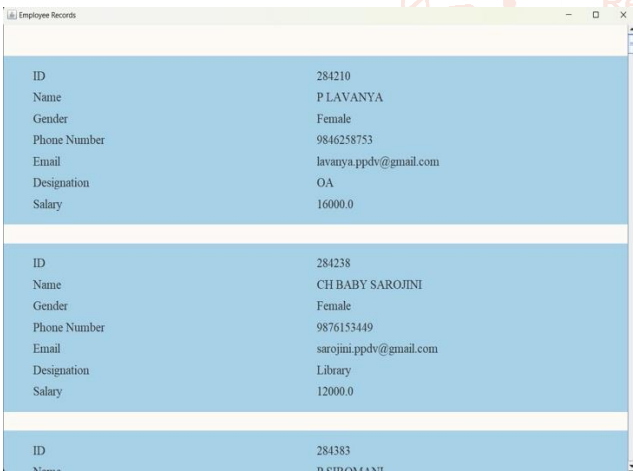 Employee Records
ID 284210
Name P LAVANYA
Gender Female
Phone Number 9846258753
Email lavanya.ppdv@gmail.com
Designation OA
Salary 16000.0
ID 284238
Name CH BABY SAROJINI
Gender Female
Phone Number 9876153449
Email sarojini.ppdv@gmail.com
Designation Library
Salary 12000.0
ID 284383
Name P SIROMANI